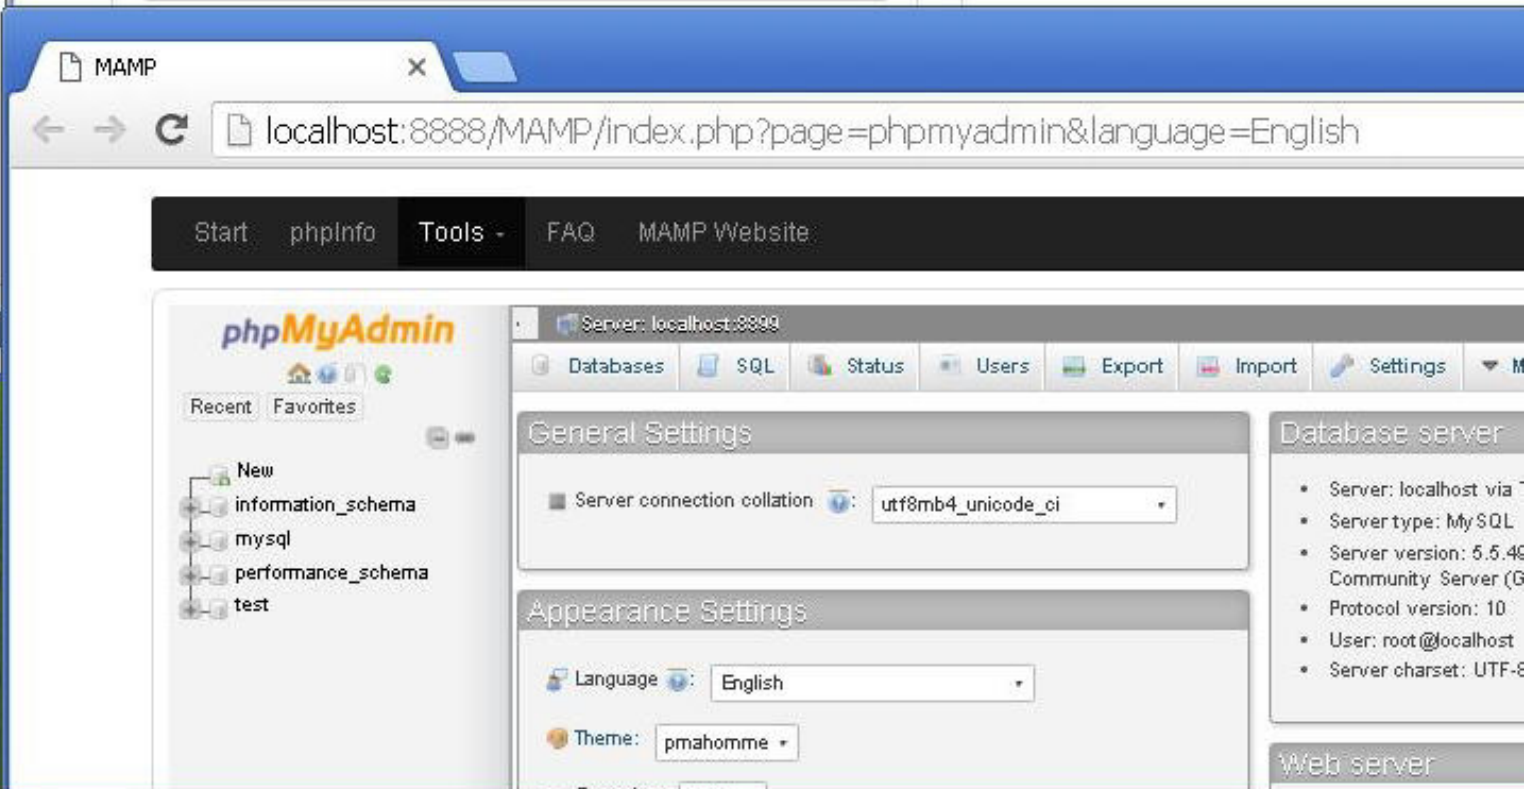 MAMP
localhost:8888/MAMP/index.php?page=phpmyadmin&language=English
Start phpInfo Tools FAQ MAMP Website
phpMyAdmin
Recent Favorites
New
information_schema
mysql
performance_schema
test
Server: localhost:8899
Databases SQL Status Users Export Import Settings
General Settings
Server connection collation : utf8mb4_unicode_ci
Appearance Settings
Language : English
Theme: pmahomme
Database server
Server: localhost via
Server type: MySQL
Server version: 5.5.49
Community Server (G
Protocol version: 10
User: root@localhost
Server charset: UTF-8
Web server